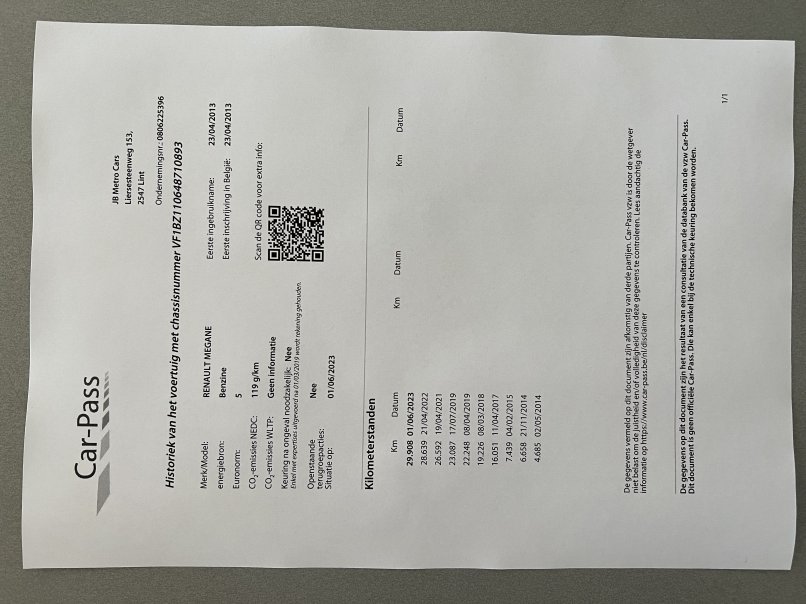 Car-Pass
JB Metro Cars
Liersesteenweg 153,
2547 Lint
Ondernemingsnr.: 0806225396
Historiek van het voertuig met chassisnummer VF1BZ110648710893
Merk/Model: RENAULT MEGANE
energiebron: Benzine
Euronorm: 5
CO₂-emissies NEDC: 119 g/km
CO₂-emissies WLTP: Geen informatie
Keuring na ongeval noodzakelijk: Nee
Enkel met expertises uitgevoerd na 01/03/2019 wordt rekening gehouden.
Openstaande terugroepacties: Nee
Situatie op: 01/06/2023
Eerste ingebruikname: 23/04/2013
Eerste inschrijving in België: 23/04/2013
Scan de QR code voor extra info:
Kilometerstanden
Km Datum Km Datum Km Datum
29.908 01/06/2023
28.639 21/04/2022
26.592 19/04/2021
23.087 17/07/2019
22.248 08/04/2019
19.226 08/03/2018
16.051 11/04/2017
7.439 04/02/2015
6.658 21/11/2014
4.685 02/05/2014
De gegevens vermeld op dit document zijn afkomstig van derde partijen. Car-Pass vzw is door de wetgever
niet belast om de juistheid en/of volledigheid van deze gegevens te controleren. Lees aandachtig de
informatie op https://www.car-pass.be/nl/disclaimer
De gegevens op dit document zijn het resultaat van een consultatie van de databank van de vzw Car-Pass.
Dit document is geen officiële Car-Pass. Die kan enkel bij de technische keuring bekomen worden.
1/1